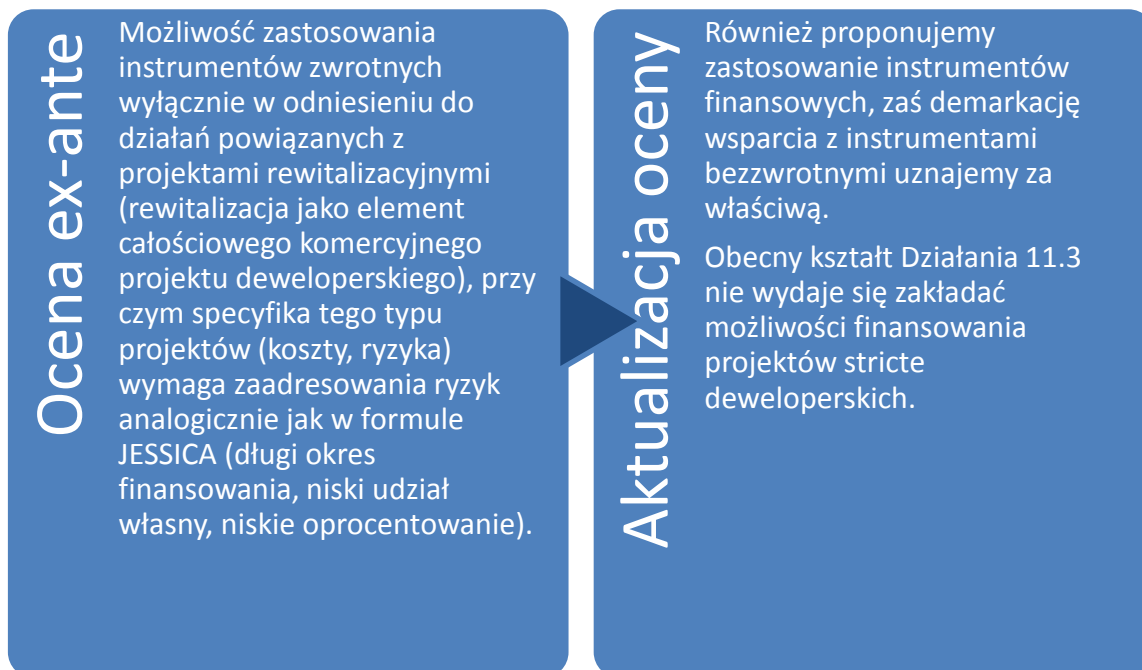 Ocena ex-ante
Możliwość zastosowania
instrumentów zwrotnych
wyłącznie w odniesieniu do
działań powiązanych z
projektami rewitalizacyjnymi
(rewitalizacja jako element
całościowego komercyjnego
projektu deweloperskiego), przy
czym specyfika tego typu
projektów (koszty, ryzyka)
wymaga zaadresowania ryzyk
analogicznie jak w formule
JESSICA (długi okres
finansowania, niski udział
własny, niskie oprocentowanie).
Aktualizacja oceny
Również proponujemy
zastosowanie instrumentów
finansowych, zaś demarkację
wsparcia z instrumentami
bezzwrotnymi uznajemy za
właściwą.
Obecny kształt Działania 11.3
nie wydaje się zakładać
możliwości finansowania
projektów stricte
deweloperskich.